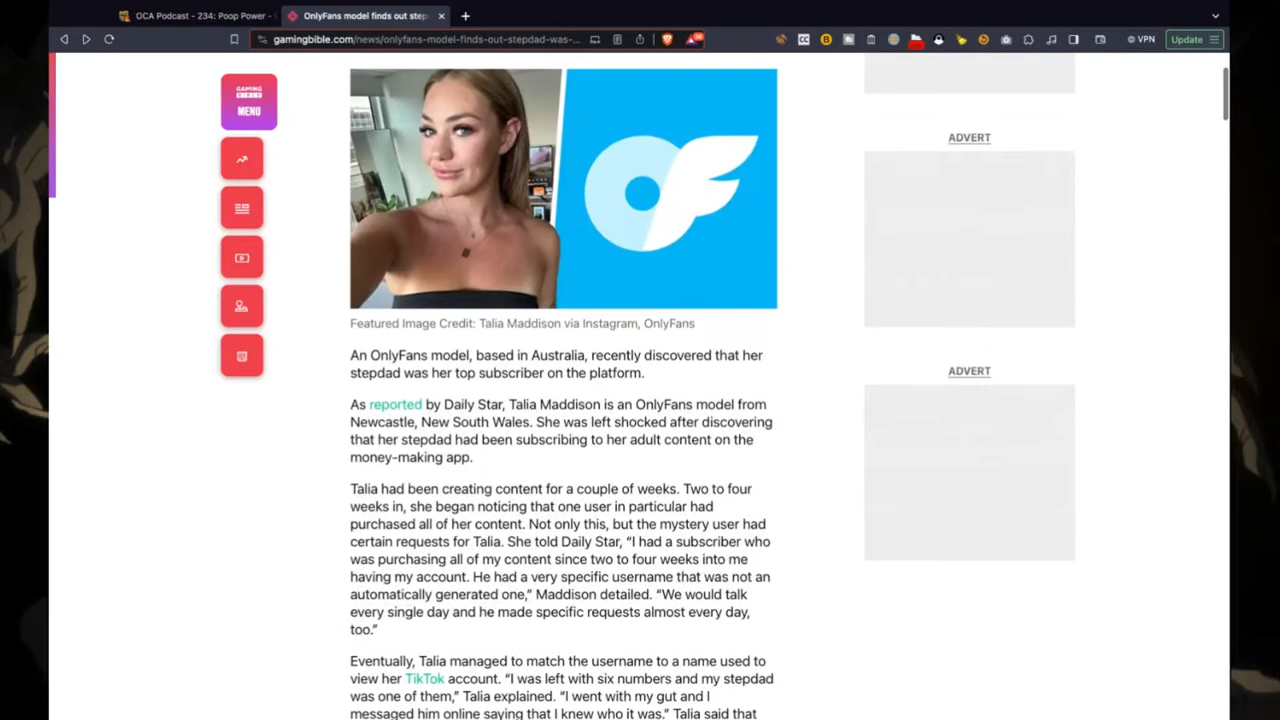 OCA Podcast - 234: Poop Power -
OnlyFans model finds out step
gamingbible.com/news/onlyfans-model-finds-out-stepdad-was-...
VPN
Update
GAMING
BIBLE
MENU
ADVERT
Featured Image Credit: Talia Maddison via Instagram, OnlyFans
An OnlyFans model, based in Australia, recently discovered that her
stepdad was her top subscriber on the platform.
ADVERT
As reported by Daily Star, Talia Maddison is an OnlyFans model from
Newcastle, New South Wales. She was left shocked after discovering
that her stepdad had been subscribing to her adult content on the
money-making app.
Talia had been creating content for a couple of weeks. Two to four
weeks in, she began noticing that one user in particular had
purchased all of her content. Not only this, but the mystery user had
certain requests for Talia. She told Daily Star, “I had a subscriber who
was purchasing all of my content since two to four weeks into me
having my account. He had a very specific username that was not an
automatically generated one,” Maddison detailed. “We would talk
every single day and he made specific requests almost every day,
too.”
Eventually, Talia managed to match the username to a name used to
view her TikTok account. “I was left with six numbers and my stepdad
was one of them,” Talia explained. “I went with my gut and I
messaged him online saying that I knew who it was.” Talia said that